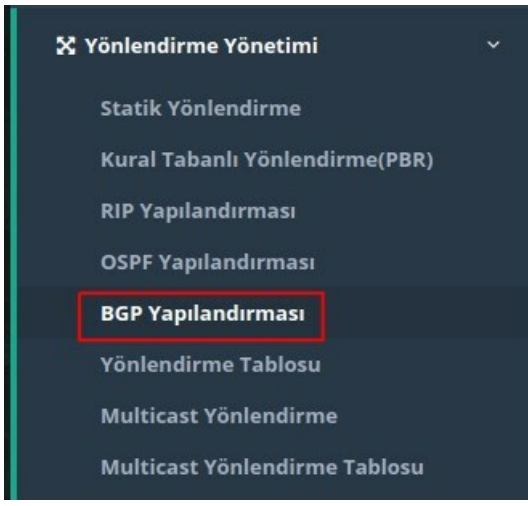 Yönlendirme Yönetimi
Statik Yönlendirme
Kural Tabanlı Yönlendirme(PBR)
RIP Yapılandırması
OSPF Yapılandırması
BGP Yapılandırması
Yönlendirme Tablosu
Multicast Yönlendirme
Multicast Yönlendirme Tablosu